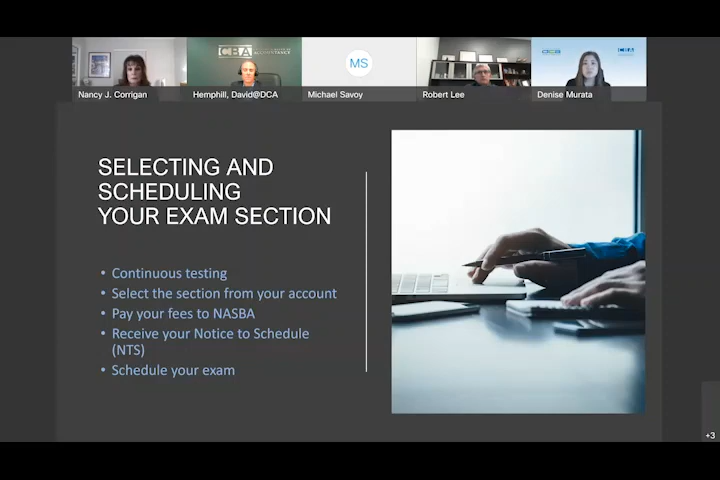 CBA
MS
Nancy J. Corrigan
Hemphill, David@DCA
Michael Savoy
Robert Lee
Denise Murata
SELECTING AND
SCHEDULING
YOUR EXAM SECTION
• Continuous testing
• Select the section from your account
• Pay your fees to NASBA
• Receive your Notice to Schedule
(NTS)
• Schedule your exam
+3